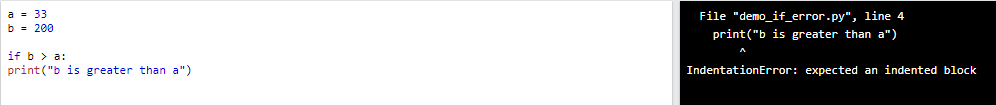 a = 33
b = 200
if b > a:
print("b is greater than a")
File "demo_if_error.py", line 4
print("b is greater than a")
^
IndentationError: expected an indented block